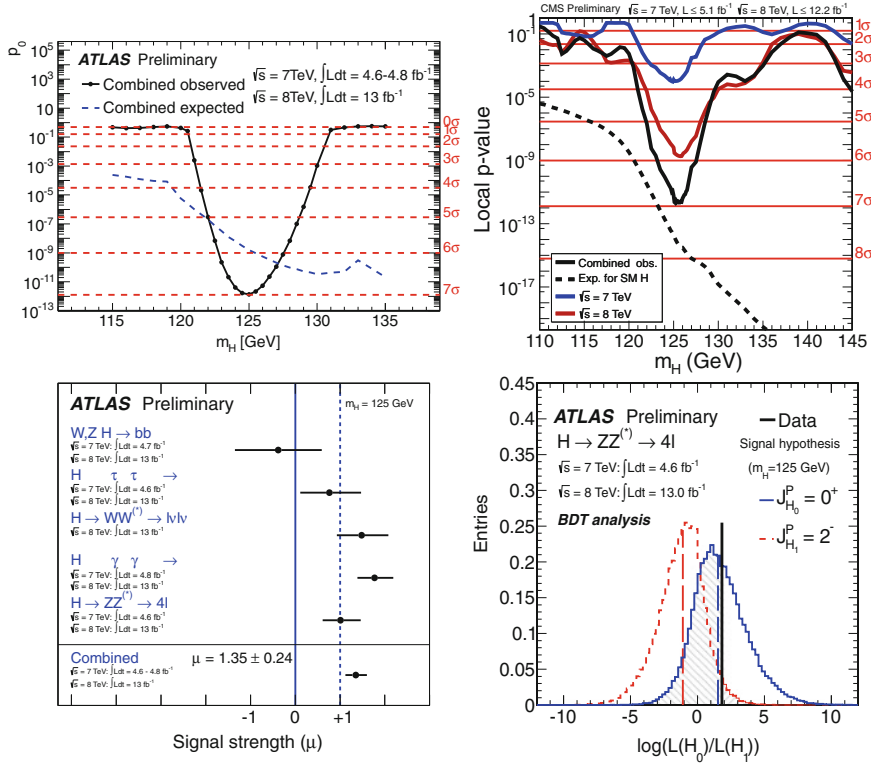 ATLAS Preliminary
√s = 7TeV, ∫Ldt = 4.6-4.8 fb⁻¹
√s = 8TeV, ∫Ldt = 13 fb⁻¹
Combined observed
Combined expected
p₀
10⁵
10³
10
10⁻¹
10⁻³
10⁻⁵
10⁻⁷
10⁻⁹
10⁻¹¹
10⁻¹³
0σ
1σ
2σ
3σ
4σ
5σ
6σ
7σ
115 120 125 130 135
m_H [GeV]
CMS Preliminary √s = 7 TeV, L ≤ 5.1 fb⁻¹ √s = 8 TeV, L ≤ 12.2 fb⁻¹
Local p-value
10⁻¹
10⁻⁵
10⁻⁹
10⁻¹³
10⁻¹⁷
1σ
2σ
3σ
4σ
5σ
6σ
7σ
8σ
Combined obs.
Exp. for SM H
√s = 7 TeV
√s = 8 TeV
110 115 120 125 130 135 140 145
m_H (GeV)
ATLAS Preliminary
m_H = 125 GeV
W,Z H → bb
√s = 7 TeV: ∫Ldt = 4.7 fb⁻¹
√s = 8 TeV: ∫Ldt = 13 fb⁻¹
H τ τ →
√s = 7 TeV: ∫Ldt = 4.6 fb⁻¹
√s = 8 TeV: ∫Ldt = 13 fb⁻¹
H → WW⁽*⁾ → lνlν
√s = 8 TeV: ∫Ldt = 13 fb⁻¹
H γ γ →
√s = 7 TeV: ∫Ldt = 4.8 fb⁻¹
√s = 8 TeV: ∫Ldt = 13 fb⁻¹
H → ZZ⁽*⁾ → 4l
√s = 7 TeV: ∫Ldt = 4.6 fb⁻¹
√s = 8 TeV: ∫Ldt = 13 fb⁻¹
Combined μ = 1.35 ± 0.24
√s = 7 TeV: ∫Ldt = 4.6 - 4.8 fb⁻¹
√s = 8 TeV: ∫Ldt = 13 fb⁻¹
-1 0 +1
Signal strength (μ)
ATLAS Preliminary
H → ZZ⁽*⁾ → 4l
√s = 7 TeV: ∫Ldt = 4.6 fb⁻¹
√s = 8 TeV: ∫Ldt = 13.0 fb⁻¹
BDT analysis
Data
Signal hypothesis
(m_H=125 GeV)
J^P_H₀ = 0⁺
J^P_H₁ = 2⁻
Entries
0.45
0.4
0.35
0.3
0.25
0.2
0.15
0.1
0.05
0
-10 -5 0 5 10
log(L(H₀)/L(H₁))